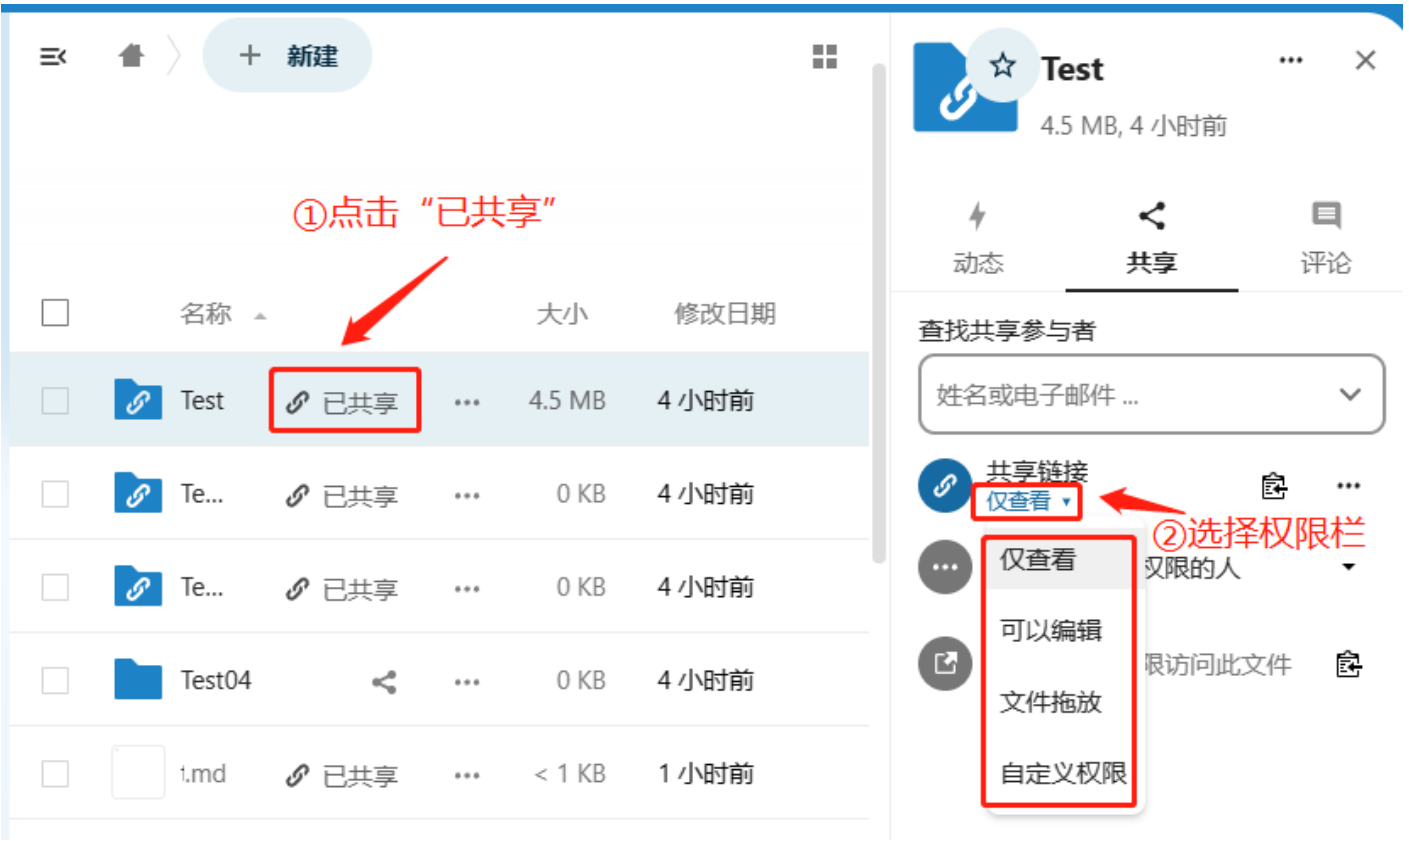 新建
①点击“已共享”
名称
大小
修改日期
Test
已共享
4.5 MB
4 小时前
Te...
已共享
0 KB
4 小时前
Te...
已共享
0 KB
4 小时前
Test04
0 KB
4 小时前
.md
已共享
< 1 KB
1 小时前
Test
4.5 MB, 4 小时前
动态
共享
评论
查找共享参与者
姓名或电子邮件 ...
共享链接
仅查看
②选择权限栏
仅查看
权限的人
可以编辑
限访问此文件
文件拖放
自定义权限